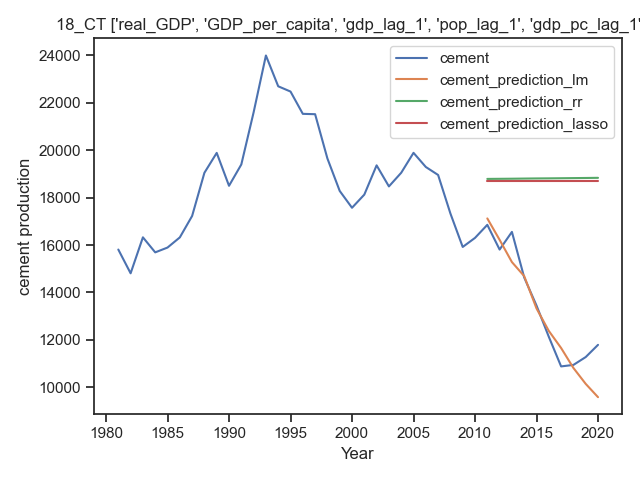 18_CT ['real_GDP', 'GDP_per_capita', 'gdp_lag_1', 'pop_lag_1', 'gdp_pc_lag_1'
cement
cement_prediction_lm
cement_prediction_rr
cement_prediction_lasso
24000
22000
20000
18000
16000
14000
12000
10000
cement production
1980
1985
1990
1995
2000
2005
2010
2015
2020
Year